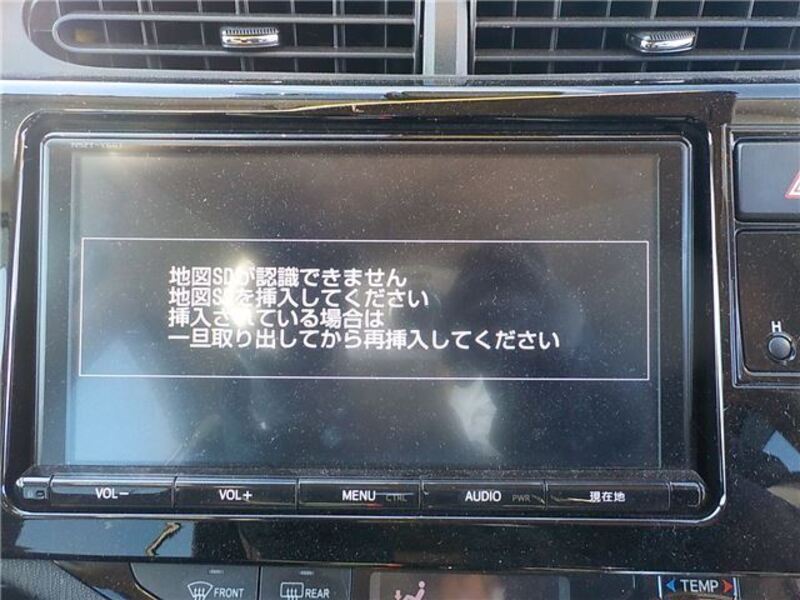 地図SDが認識できません
地図SDを挿入してください
挿入されている場合は
一旦取り出してから再挿入してください
VOL−
VOL+
MENU CTRL
AUDIO PWR
現在地
H
FRONT
REAR
TEMP